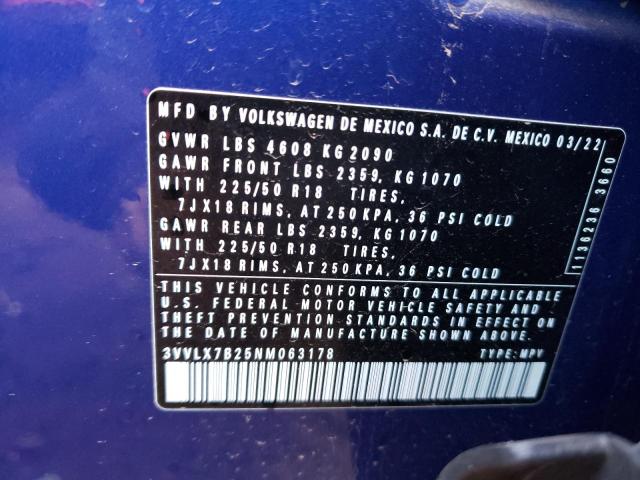 MFD BY VOLKSWAGEN DE MEXICO S.A. DE C.V. MEXICO 03/22
GVWR LBS 4608 KG 2090
GAWR FRONT LBS 2359, KG 1070
WITH 225/50 R18 TIRES,
7JX18 RIMS, AT 250 KPA, 36 PSI COLD
GAWR REAR LBS 2359, KG 1070
WITH 225/50 R18 TIRES,
7JX18 RIMS, AT 250 KPA, 36 PSI COLD
THIS VEHICLE CONFORMS TO ALL APPLICABLE
U.S. FEDERAL MOTOR VEHICLE SAFETY AND
THEFT PREVENTION STANDARDS IN EFFECT ON
THE DATE OF MANUFACTURE SHOWN ABOVE.
3VVLX7B25NM063178 TYPE: MPV
1136236 3660